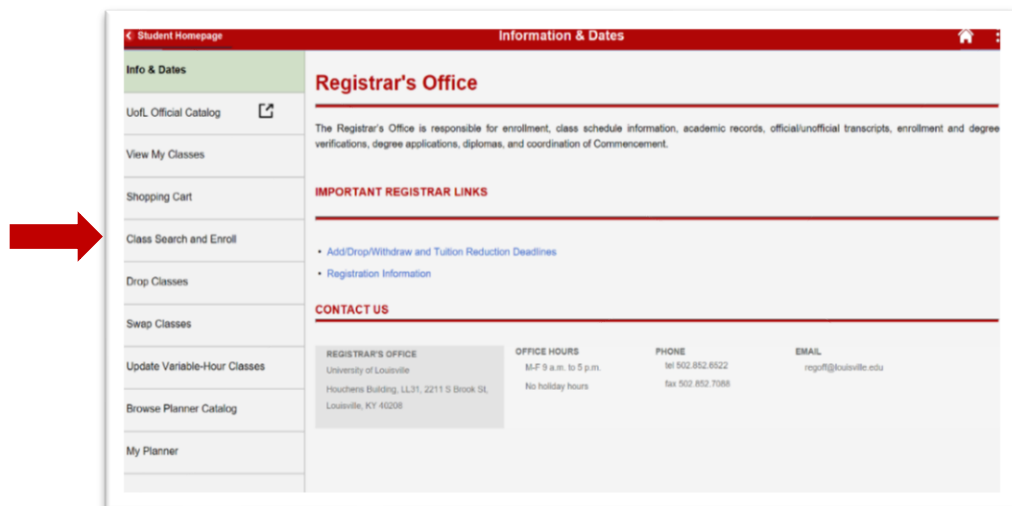 Student Homepage
Information & Dates
Info & Dates
UofL Official Catalog
View My Classes
Shopping Cart
Class Search and Enroll
Drop Classes
Swap Classes
Update Variable-Hour Classes
Browse Planner Catalog
My Planner
Registrar's Office
The Registrar's Office is responsible for enrollment, class schedule information, academic records, official/unofficial transcripts, enrollment and degree
verifications, degree applications, diplomas, and coordination of Commencement.
IMPORTANT REGISTRAR LINKS
• Add/Drop/Withdraw and Tuition Reduction Deadlines
• Registration Information
CONTACT US
REGISTRAR'S OFFICE
University of Louisville
Houchens Building, LL31, 2211 S Brook St,
Louisville, KY 40208
OFFICE HOURS
M-F 9 a.m. to 5 p.m.
No holiday hours
PHONE
tel 502.852.6522
fax 502.852.7088
EMAIL
regoff@louisville.edu